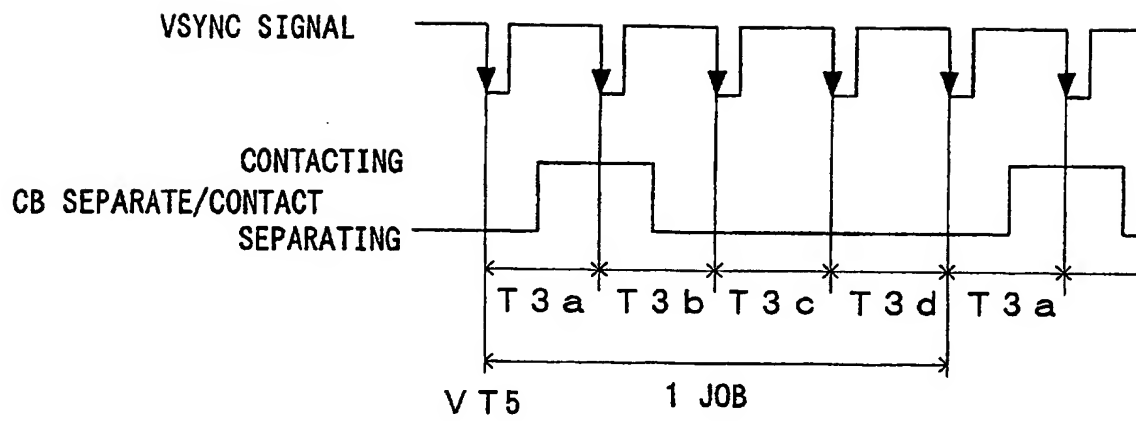 VSYNC SIGNAL
CONTACTING
CB SEPARATE/CONTACT
SEPARATING
T3a T3b T3c T3d T3a
VT5 1 JOB